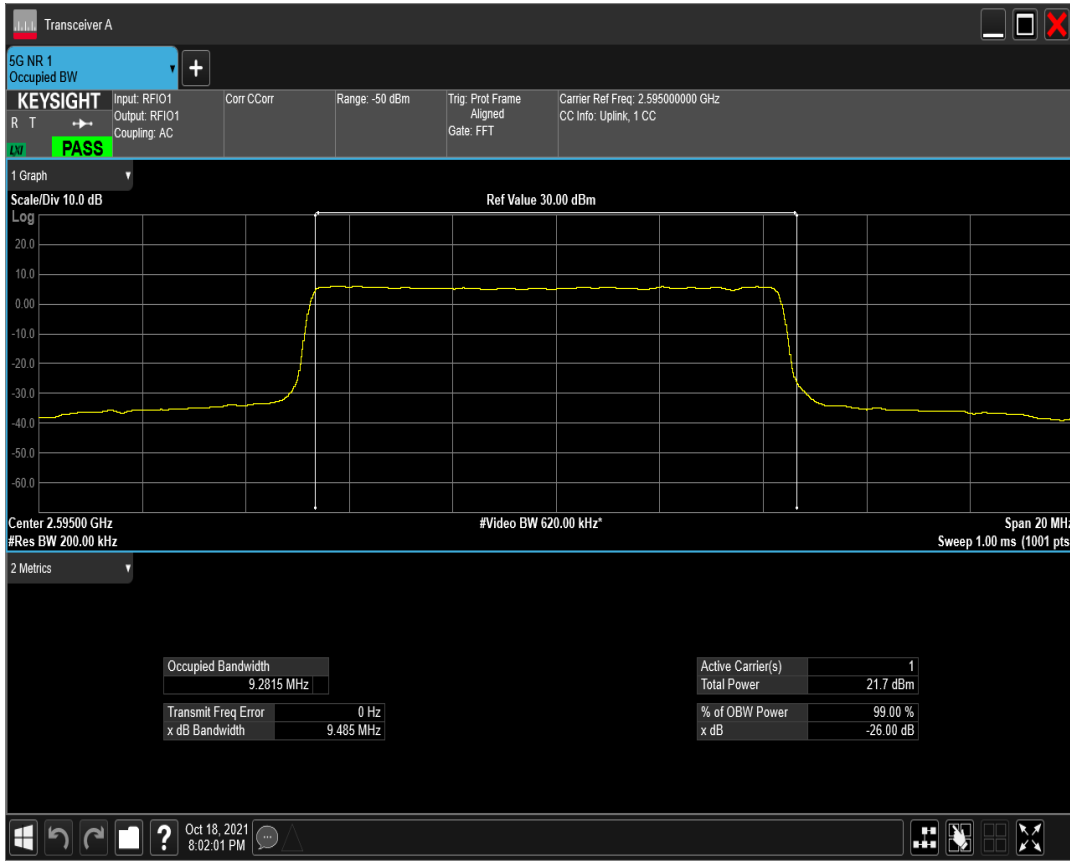 Transceiver A
5G NR 1
Occupied BW
KEYSIGHT
R T
LXI
PASS
Input: RFIO1
Output: RFIO1
Coupling: AC
Corr CCorr
Range: -50 dBm
Trig: Prot Frame
Aligned
Gate: FFT
Carrier Ref Freq: 2.595000000 GHz
CC Info: Uplink, 1 CC
1 Graph
Scale/Div 10.0 dB
Ref Value 30.00 dBm
Log
20.0
10.0
0.00
-10.0
-20.0
-30.0
-40.0
-50.0
-60.0
Center 2.59500 GHz
#Video BW 620.00 kHz*
Span 20 MHz
#Res BW 200.00 kHz
Sweep 1.00 ms (1001 pts
2 Metrics
Occupied Bandwidth
9.2815 MHz
Transmit Freq Error 0 Hz
x dB Bandwidth 9.485 MHz
Active Carrier(s) 1
Total Power 21.7 dBm
% of OBW Power 99.00 %
x dB -26.00 dB
Oct 18, 2021
8:02:01 PM